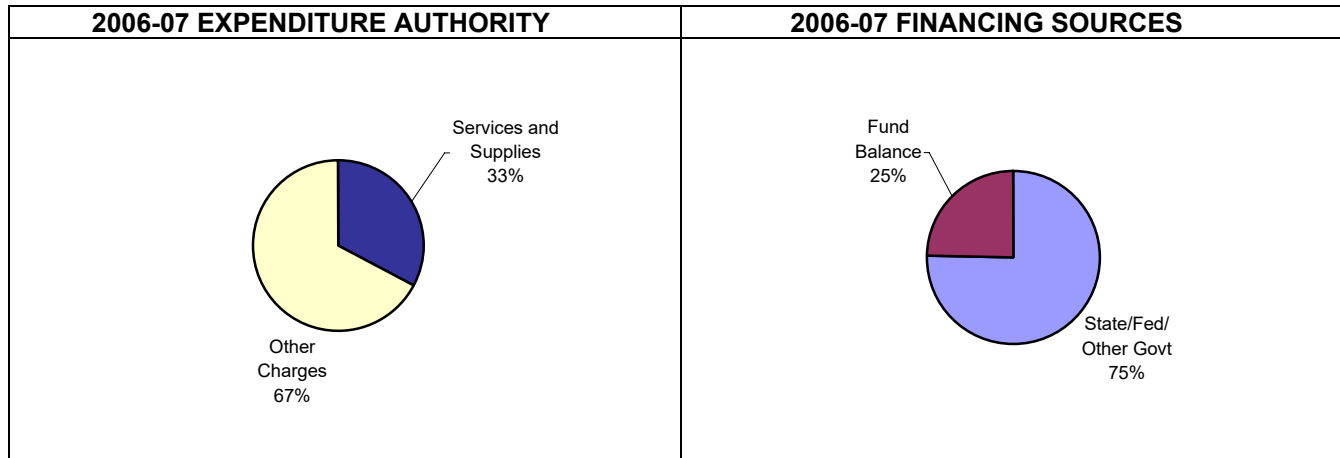 2006-07 EXPENDITURE AUTHORITY
2006-07 FINANCING SOURCES
Services and
Supplies
33%
Other
Charges
67%
Fund
Balance
25%
State/Fed/
Other Govt
75%